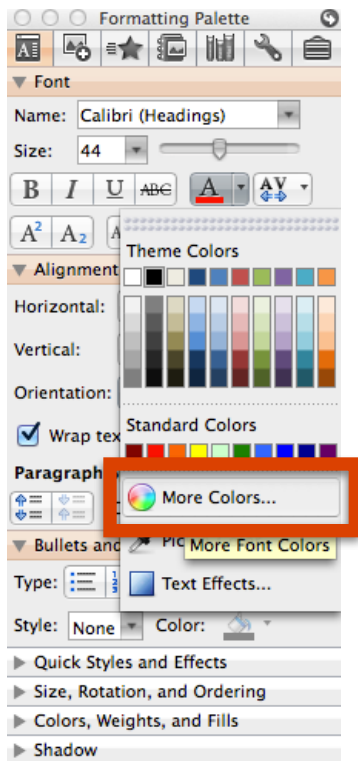 Formatting Palette
Font
Name: Calibri (Headings)
Size: 44
B I U ABC A AV
A² A₂
Theme Colors
Alignment
Horizontal:
Vertical:
Orientation:
Standard Colors
Wrap tex
Paragraph
More Colors...
More Font Colors
Bullets and
Pic
Type:
Text Effects...
Style: None Color:
Quick Styles and Effects
Size, Rotation, and Ordering
Colors, Weights, and Fills
Shadow